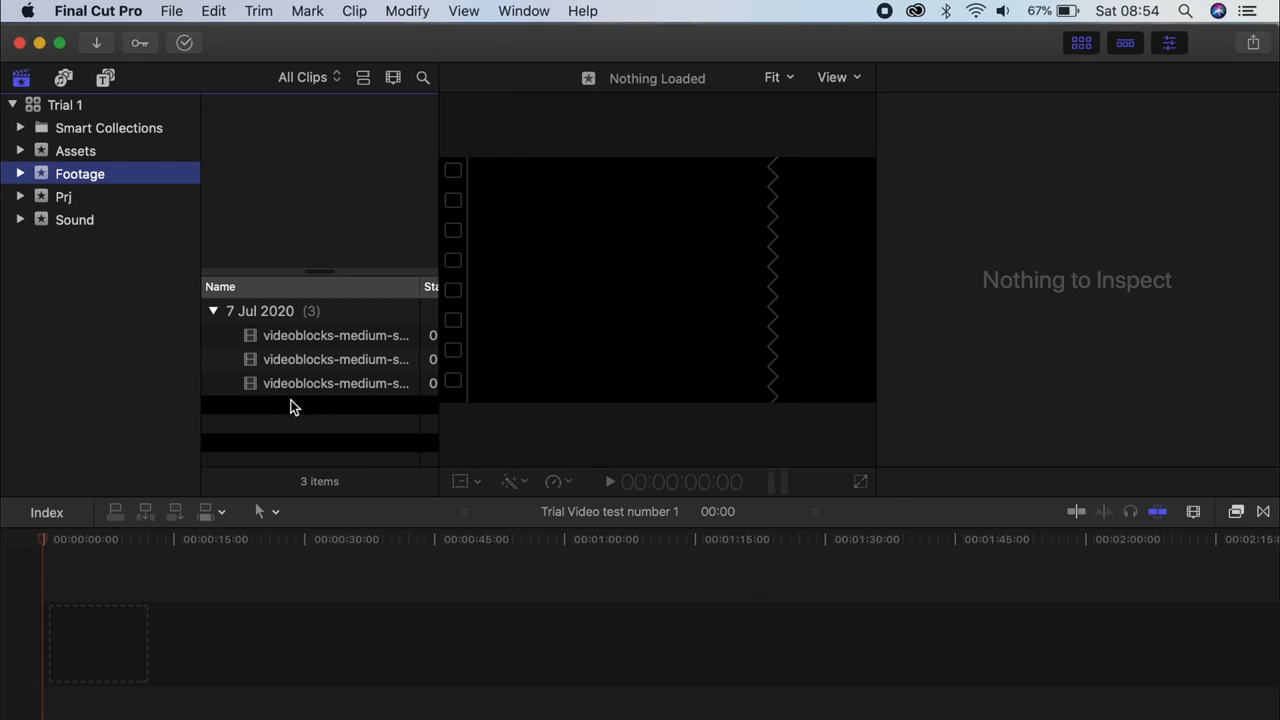 Final Cut Pro File Edit Trim Mark Clip Modify View Window Help 67% Sat 08:54
All Clips Nothing Loaded Fit View
Trial 1
Smart Collections
Assets
Footage
Prj
Sound
Name Sta
7 Jul 2020 (3)
videoblocks-medium-s... 0
videoblocks-medium-s... 0
videoblocks-medium-s... 0
3 items
00:00:00:00
Nothing to Inspect
Index Trial Video test number 1 00:00
00:00:00:00 00:00:15:00 00:00:30:00 00:00:45:00 00:01:00:00 00:01:15:00 00:01:30:00 00:01:45:00 00:02:00:00 00:02:15:0